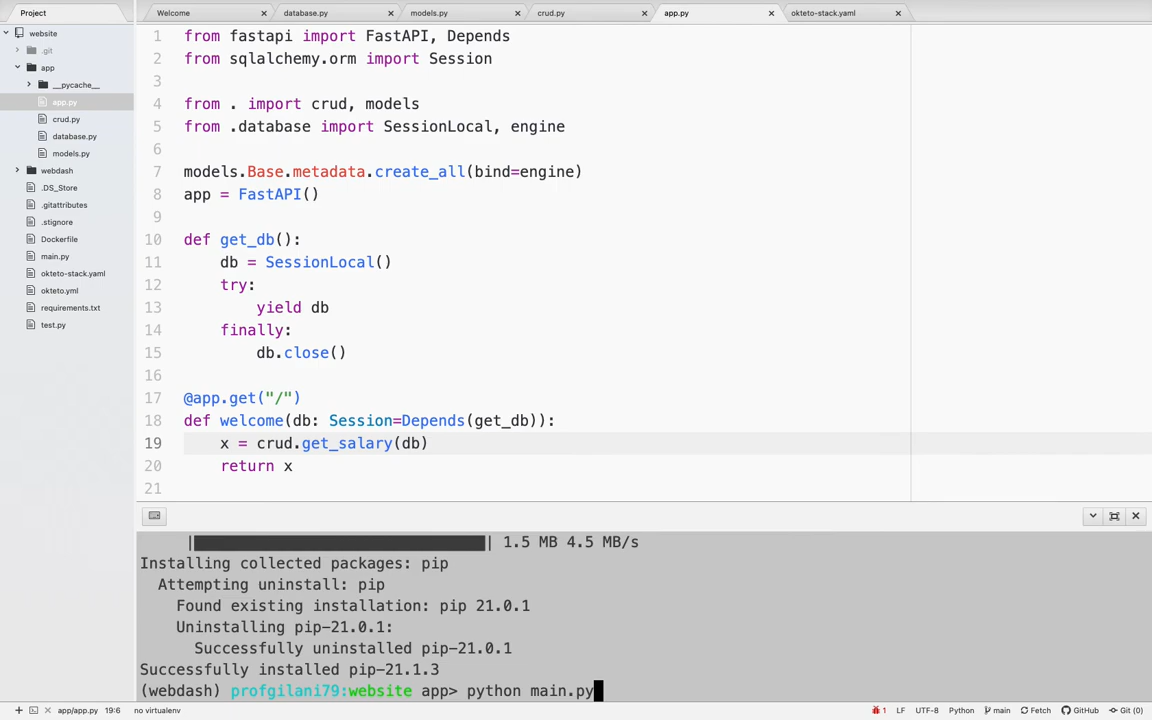 Project
Welcome
database.py
models.py
crud.py
app.py
okteto-stack.yaml
website
.git
app
__pycache__
app.py
crud.py
database.py
models.py
webdash
.DS_Store
.gitattributes
.stignore
Dockerfile
main.py
okteto-stack.yaml
okteto.yml
requirements.txt
test.py
1 from fastapi import FastAPI, Depends
2 from sqlalchemy.orm import Session
3
4 from . import crud, models
5 from .database import SessionLocal, engine
6
7 models.Base.metadata.create_all(bind=engine)
8 app = FastAPI()
9
10 def get_db():
11     db = SessionLocal()
12     try:
13         yield db
14     finally:
15         db.close()
16
17 @app.get("/")
18 def welcome(db: Session=Depends(get_db)):
19     x = crud.get_salary(db)
20     return x
21
| 1.5 MB 4.5 MB/s
Installing collected packages: pip
  Attempting uninstall: pip
    Found existing installation: pip 21.0.1
    Uninstalling pip-21.0.1:
      Successfully uninstalled pip-21.0.1
Successfully installed pip-21.1.3
(webdash) profgilani79:website app> python main.py
app/app.py 19:6 no virtualenv 1 LF UTF-8 Python main Fetch GitHub Git (0)